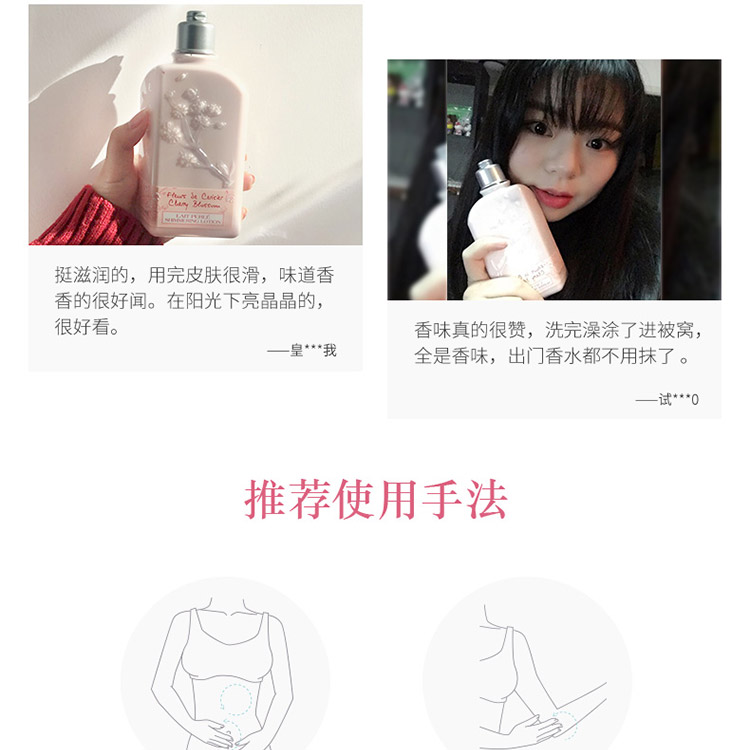 Fleurs de Cerisier
Cherry Blossom
LAIT PERLÉ
SHIMMERING LOTION
挺滋润的，用完皮肤很滑，味道香
香的很好闻。在阳光下亮晶晶的，
很好看。
——皇***我
香味真的很赞，洗完澡涂了进被窝，
全是香味，出门香水都不用抹了。
——试***0
推荐使用手法